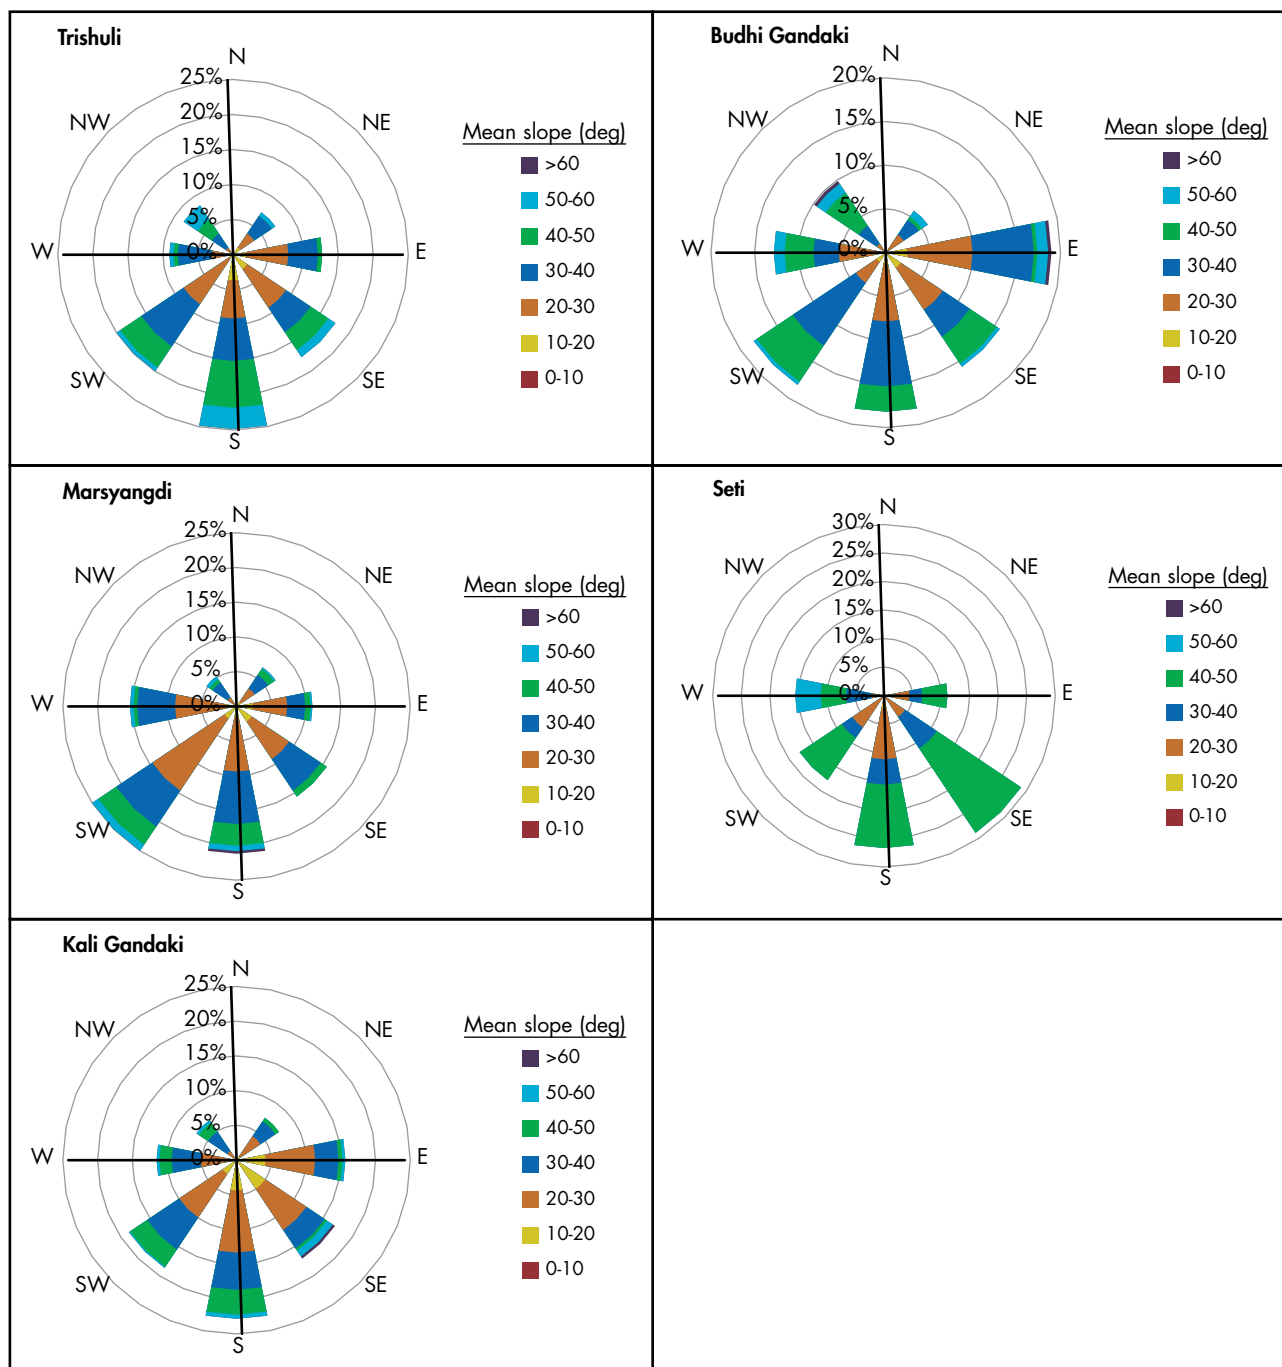 Trishuli
N
25%
20%
15%
10%
5%
0%
NW
NE
W
E
SW
SE
S
Mean slope (deg)
>60
50-60
40-50
30-40
20-30
10-20
0-10
Budhi Gandaki
N
20%
15%
10%
5%
0%
NW
NE
W
E
SW
SE
S
Mean slope (deg)
>60
50-60
40-50
30-40
20-30
10-20
0-10
Marsyangdi
N
25%
20%
15%
10%
5%
0%
NW
NE
W
E
SW
SE
S
Mean slope (deg)
>60
50-60
40-50
30-40
20-30
10-20
0-10
Seti
N
30%
25%
20%
15%
10%
5%
0%
NW
NE
W
E
SW
SE
S
Mean slope (deg)
>60
50-60
40-50
30-40
20-30
10-20
0-10
Kali Gandaki
N
25%
20%
15%
10%
5%
0%
NW
NE
W
E
SW
SE
S
Mean slope (deg)
>60
50-60
40-50
30-40
20-30
10-20
0-10